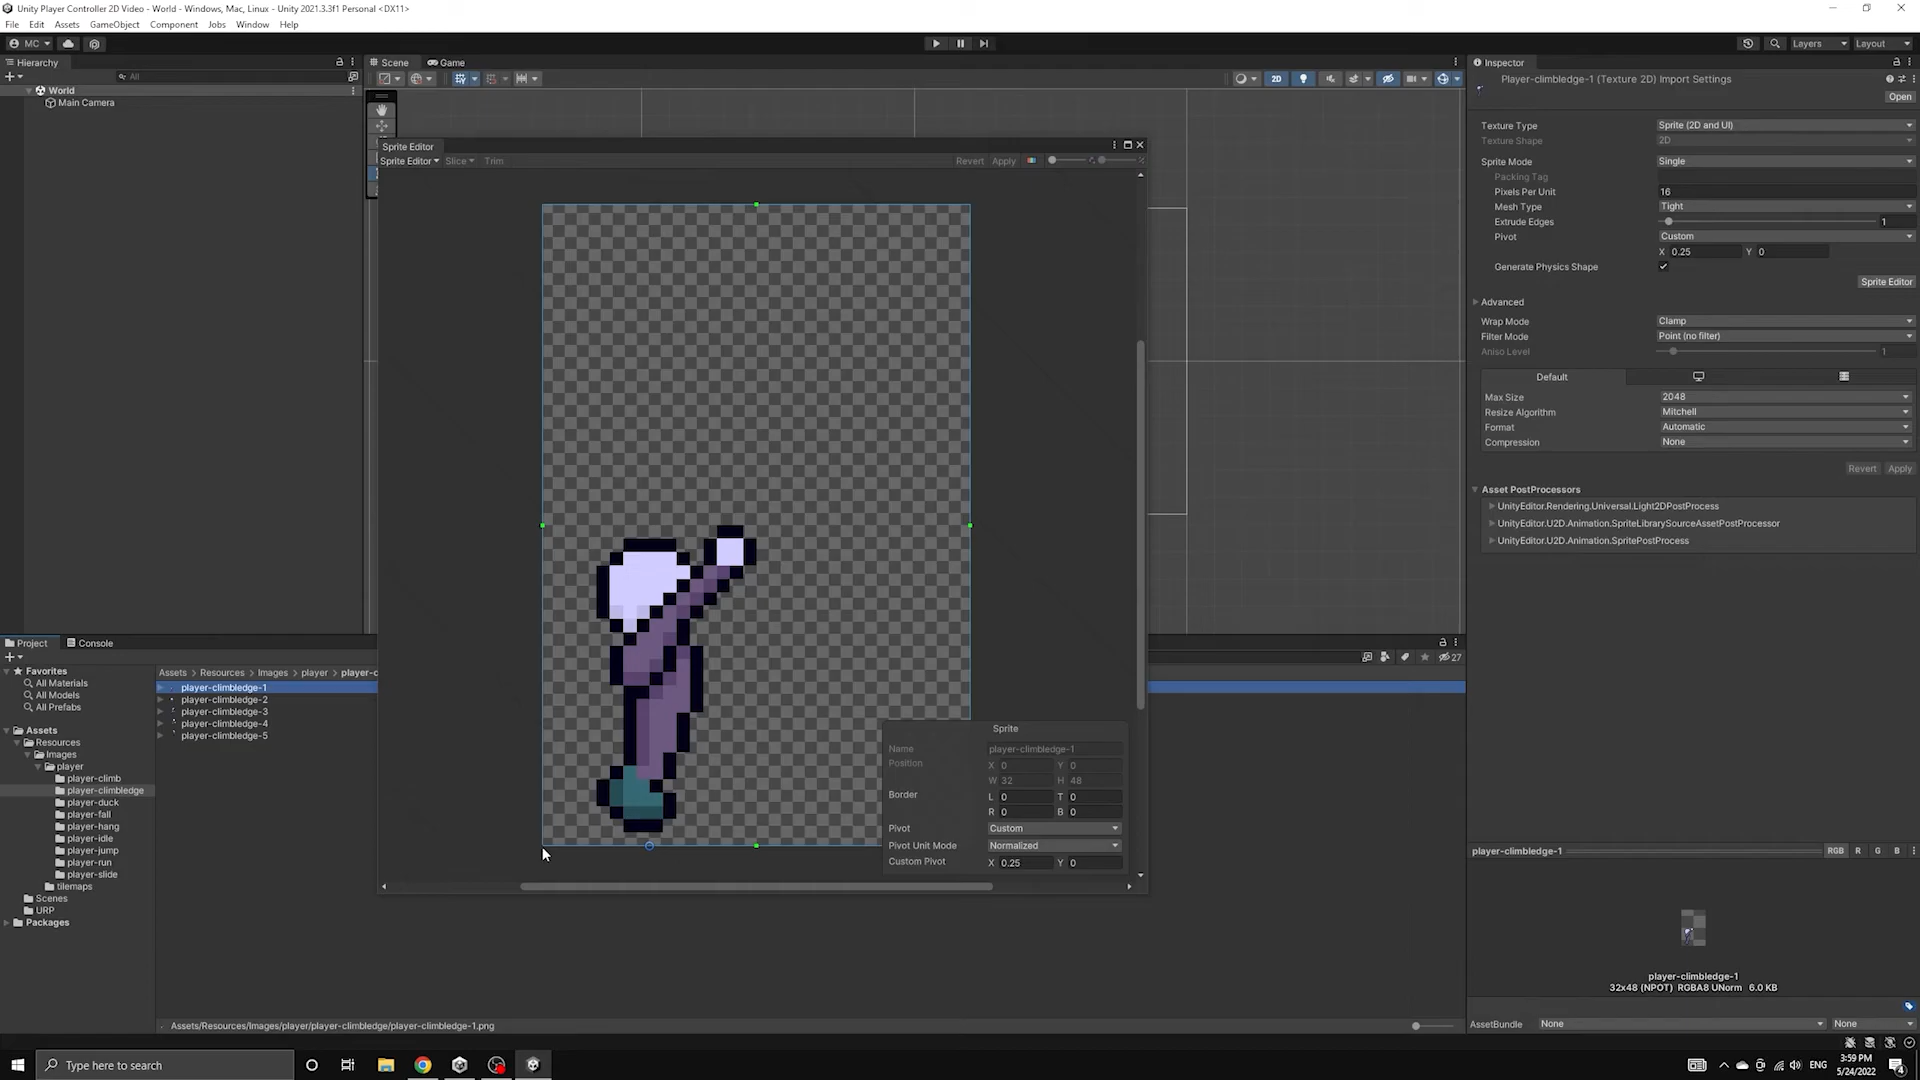 Unity Player Controller 2D Video - World - Windows, Mac, Linux - Unity 2021.3.3f1 Personal <DX11>
File Edit Assets GameObject Component Jobs Window Help
MC Layers Layout
Hierarchy
All
World
Main Camera
Scene Game
2D
Sprite Editor
Sprite Editor Slice Trim Revert Apply
Sprite
Name player-climbledge-1
Position X 0 Y 0
W 32 H 48
Border L 0 T 0
R 0 B 0
Pivot Custom
Pivot Unit Mode Normalized
Custom Pivot X 0.25 Y 0
Inspector
Player-climbledge-1 (Texture 2D) Import Settings
Open
Texture Type Sprite (2D and UI)
Texture Shape 2D
Sprite Mode Single
Packing Tag
Pixels Per Unit 16
Mesh Type Tight
Extrude Edges 1
Pivot Custom
X 0.25 Y 0
Generate Physics Shape
Sprite Editor
Advanced
Wrap Mode Clamp
Filter Mode Point (no filter)
Aniso Level 1
Default
Max Size 2048
Resize Algorithm Mitchell
Format Automatic
Compression None
Revert Apply
Asset PostProcessors
UnityEditor.Rendering.Universal.Light2DPostProcess
UnityEditor.U2D.Animation.SpriteLibrarySourceAssetPostProcessor
UnityEditor.U2D.Animation.SpritePostProcess
player-climbledge-1 RGB R G B
player-climbledge-1
32x48 (NPOT) RGBA8 UNorm 6.0 KB
AssetBundle None None
Project Console
27
Favorites
All Materials
All Models
All Prefabs
Assets
Resources
Images
player
player-climb
player-climbledge
player-duck
player-fall
player-hang
player-idle
player-jump
player-run
player-slide
tilemaps
Scenes
URP
Packages
Assets > Resources > Images > player > player-c
player-climbledge-1
player-climbledge-2
player-climbledge-3
player-climbledge-4
player-climbledge-5
Assets/Resources/Images/player/player-climbledge/player-climbledge-1.png
Type here to search
ENG
3:59 PM
5/24/2022
4